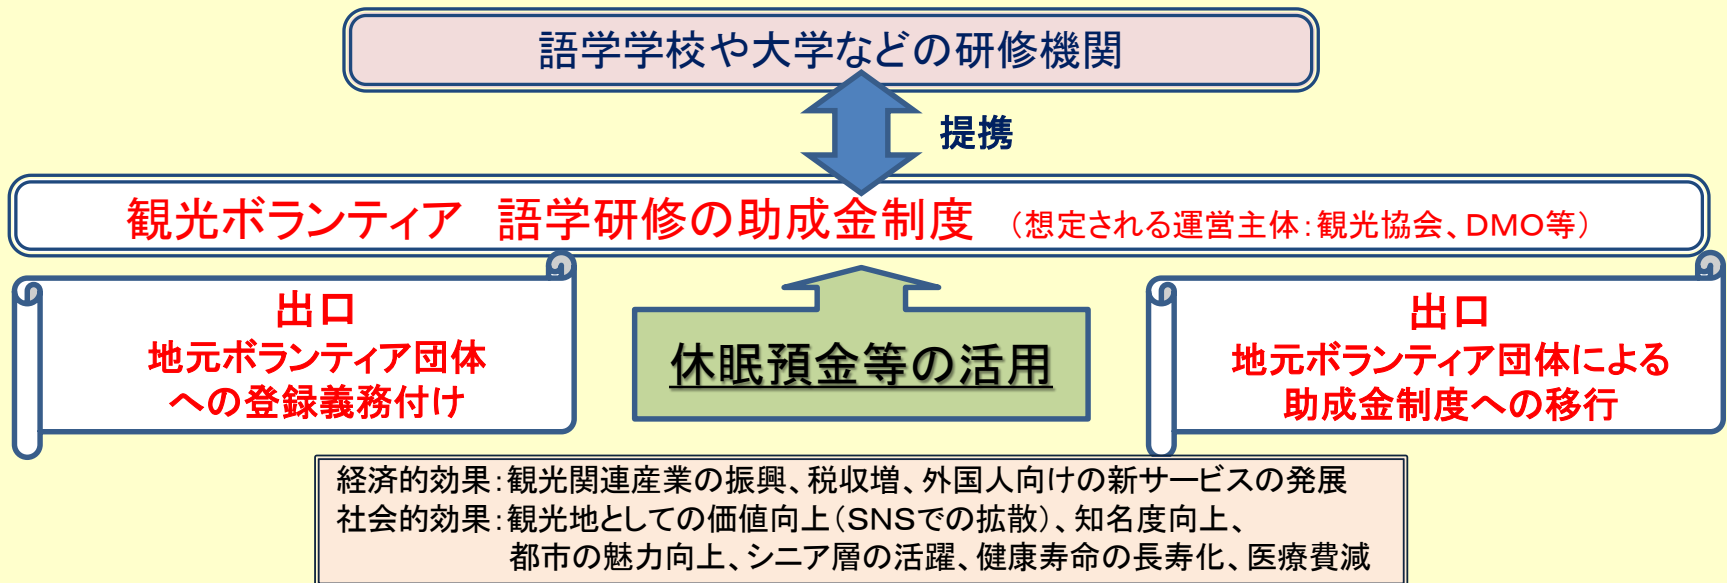 語学学校や大学などの研修機関
提携
観光ボランティア　語学研修の助成金制度　（想定される運営主体：観光協会、DMO等）
出口
地元ボランティア団体
への登録義務付け
休眠預金等の活用
出口
地元ボランティア団体による
助成金制度への移行
経済的効果：観光関連産業の振興、税収増、外国人向けの新サービスの発展
社会的効果：観光地としての価値向上（SNSでの拡散）、知名度向上、
都市の魅力向上、シニア層の活躍、健康寿命の長寿化、医療費減